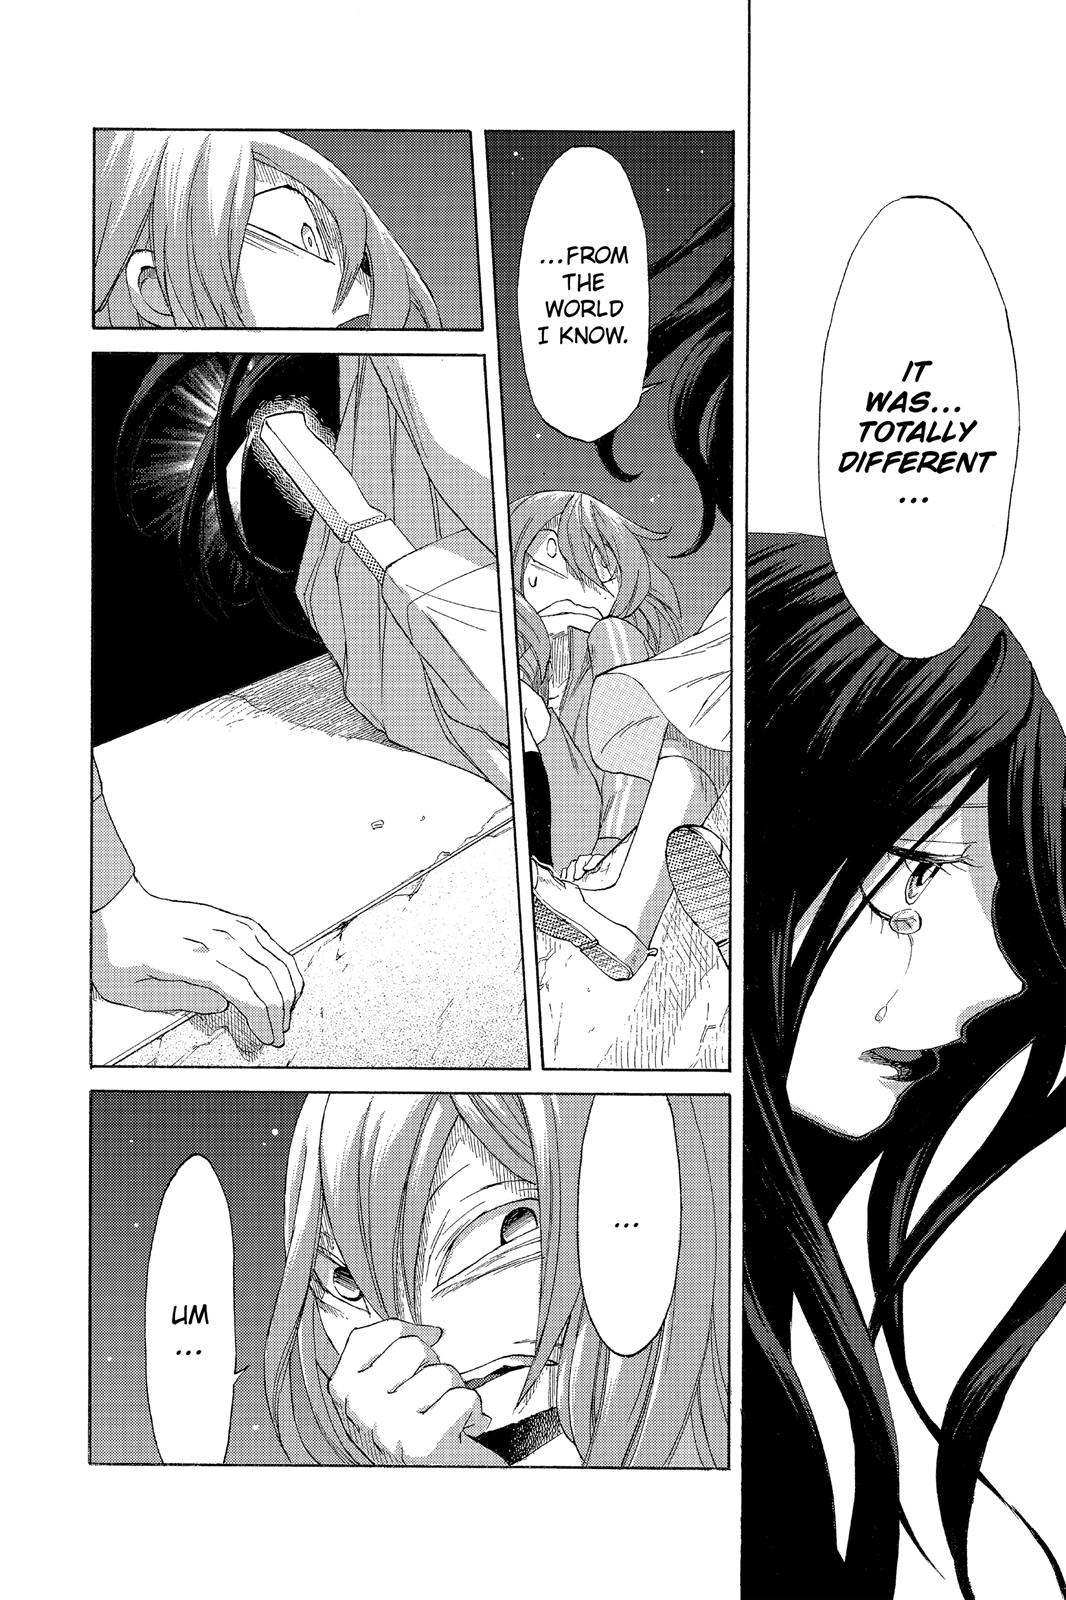 IT
WAS...
TOTALLY
DIFFERENT
...
...FROM
THE
WORLD
I KNOW.
...
UM
...